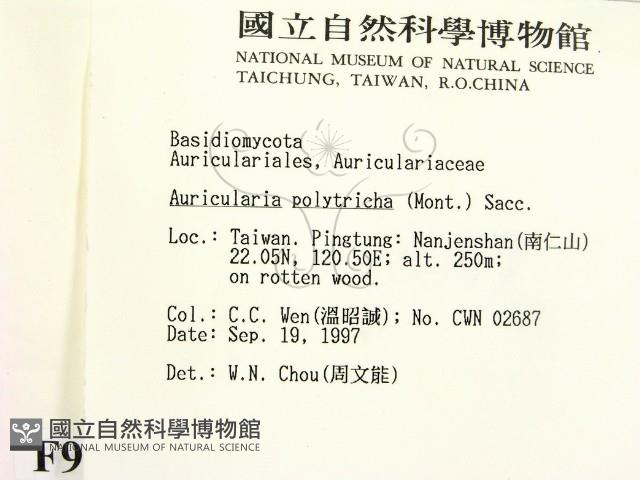 國立自然科學博物館
NATIONAL MUSEUM OF NATURAL SCIENCE
TAICHUNG, TAIWAN, R.O.CHINA
Basidiomycota
Auriculariales, Auriculariaceae
Auricularia polytricha (Mont.) Sacc.
Loc.: Taiwan. Pingtung: Nanjenshan(南仁山)
22.05N, 120.50E; alt. 250m;
on rotten wood.
Col.: C.C. Wen(溫昭誠); No. CWN 02687
Date: Sep. 19, 1997
Det.: W.N. Chou(周文能)
國立自然科學博物館
NATIONAL MUSEUM OF NATURAL SCIENCE
F9